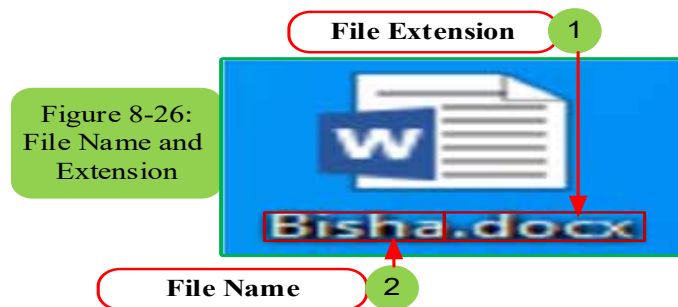 File Extension 1
Figure 8-26:
File Name and
Extension
W
Bisha.docx
File Name 2